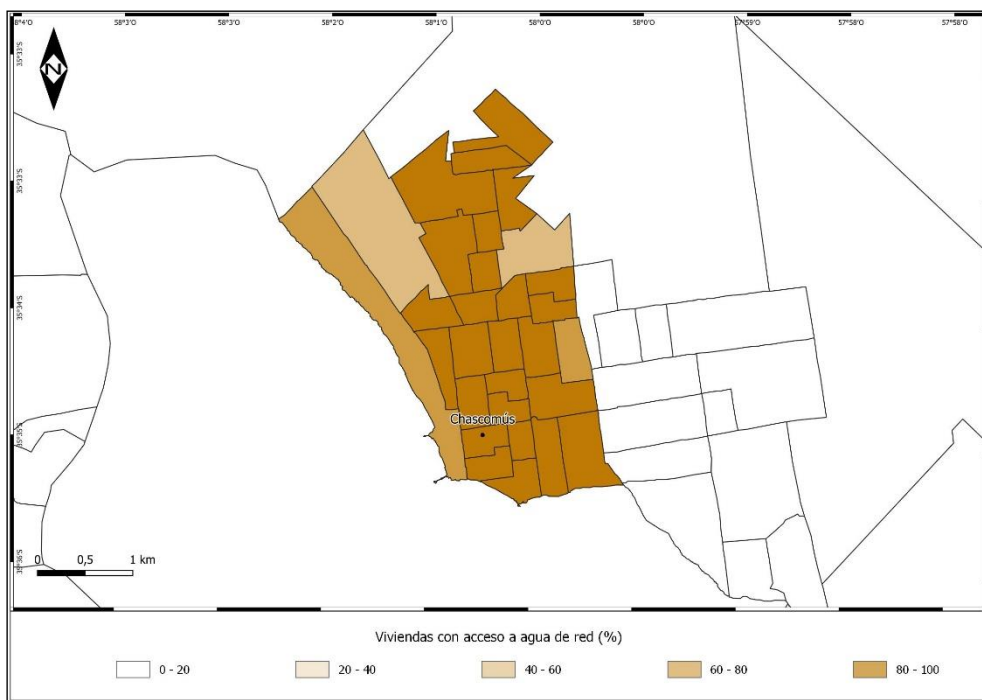 58°4'O 58°3'O 58°3'O 58°2'O 58°1'O 58°0'O 58°0'O 57°59'O 57°58'O 57°58'O
35°33'S
N
35°33'S
35°34'S
Chascomús
35°35'S
35°36'S
0 0,5 1 km
Viviendas con acceso a agua de red (%)
0 - 20 20 - 40 40 - 60 60 - 80 80 - 100